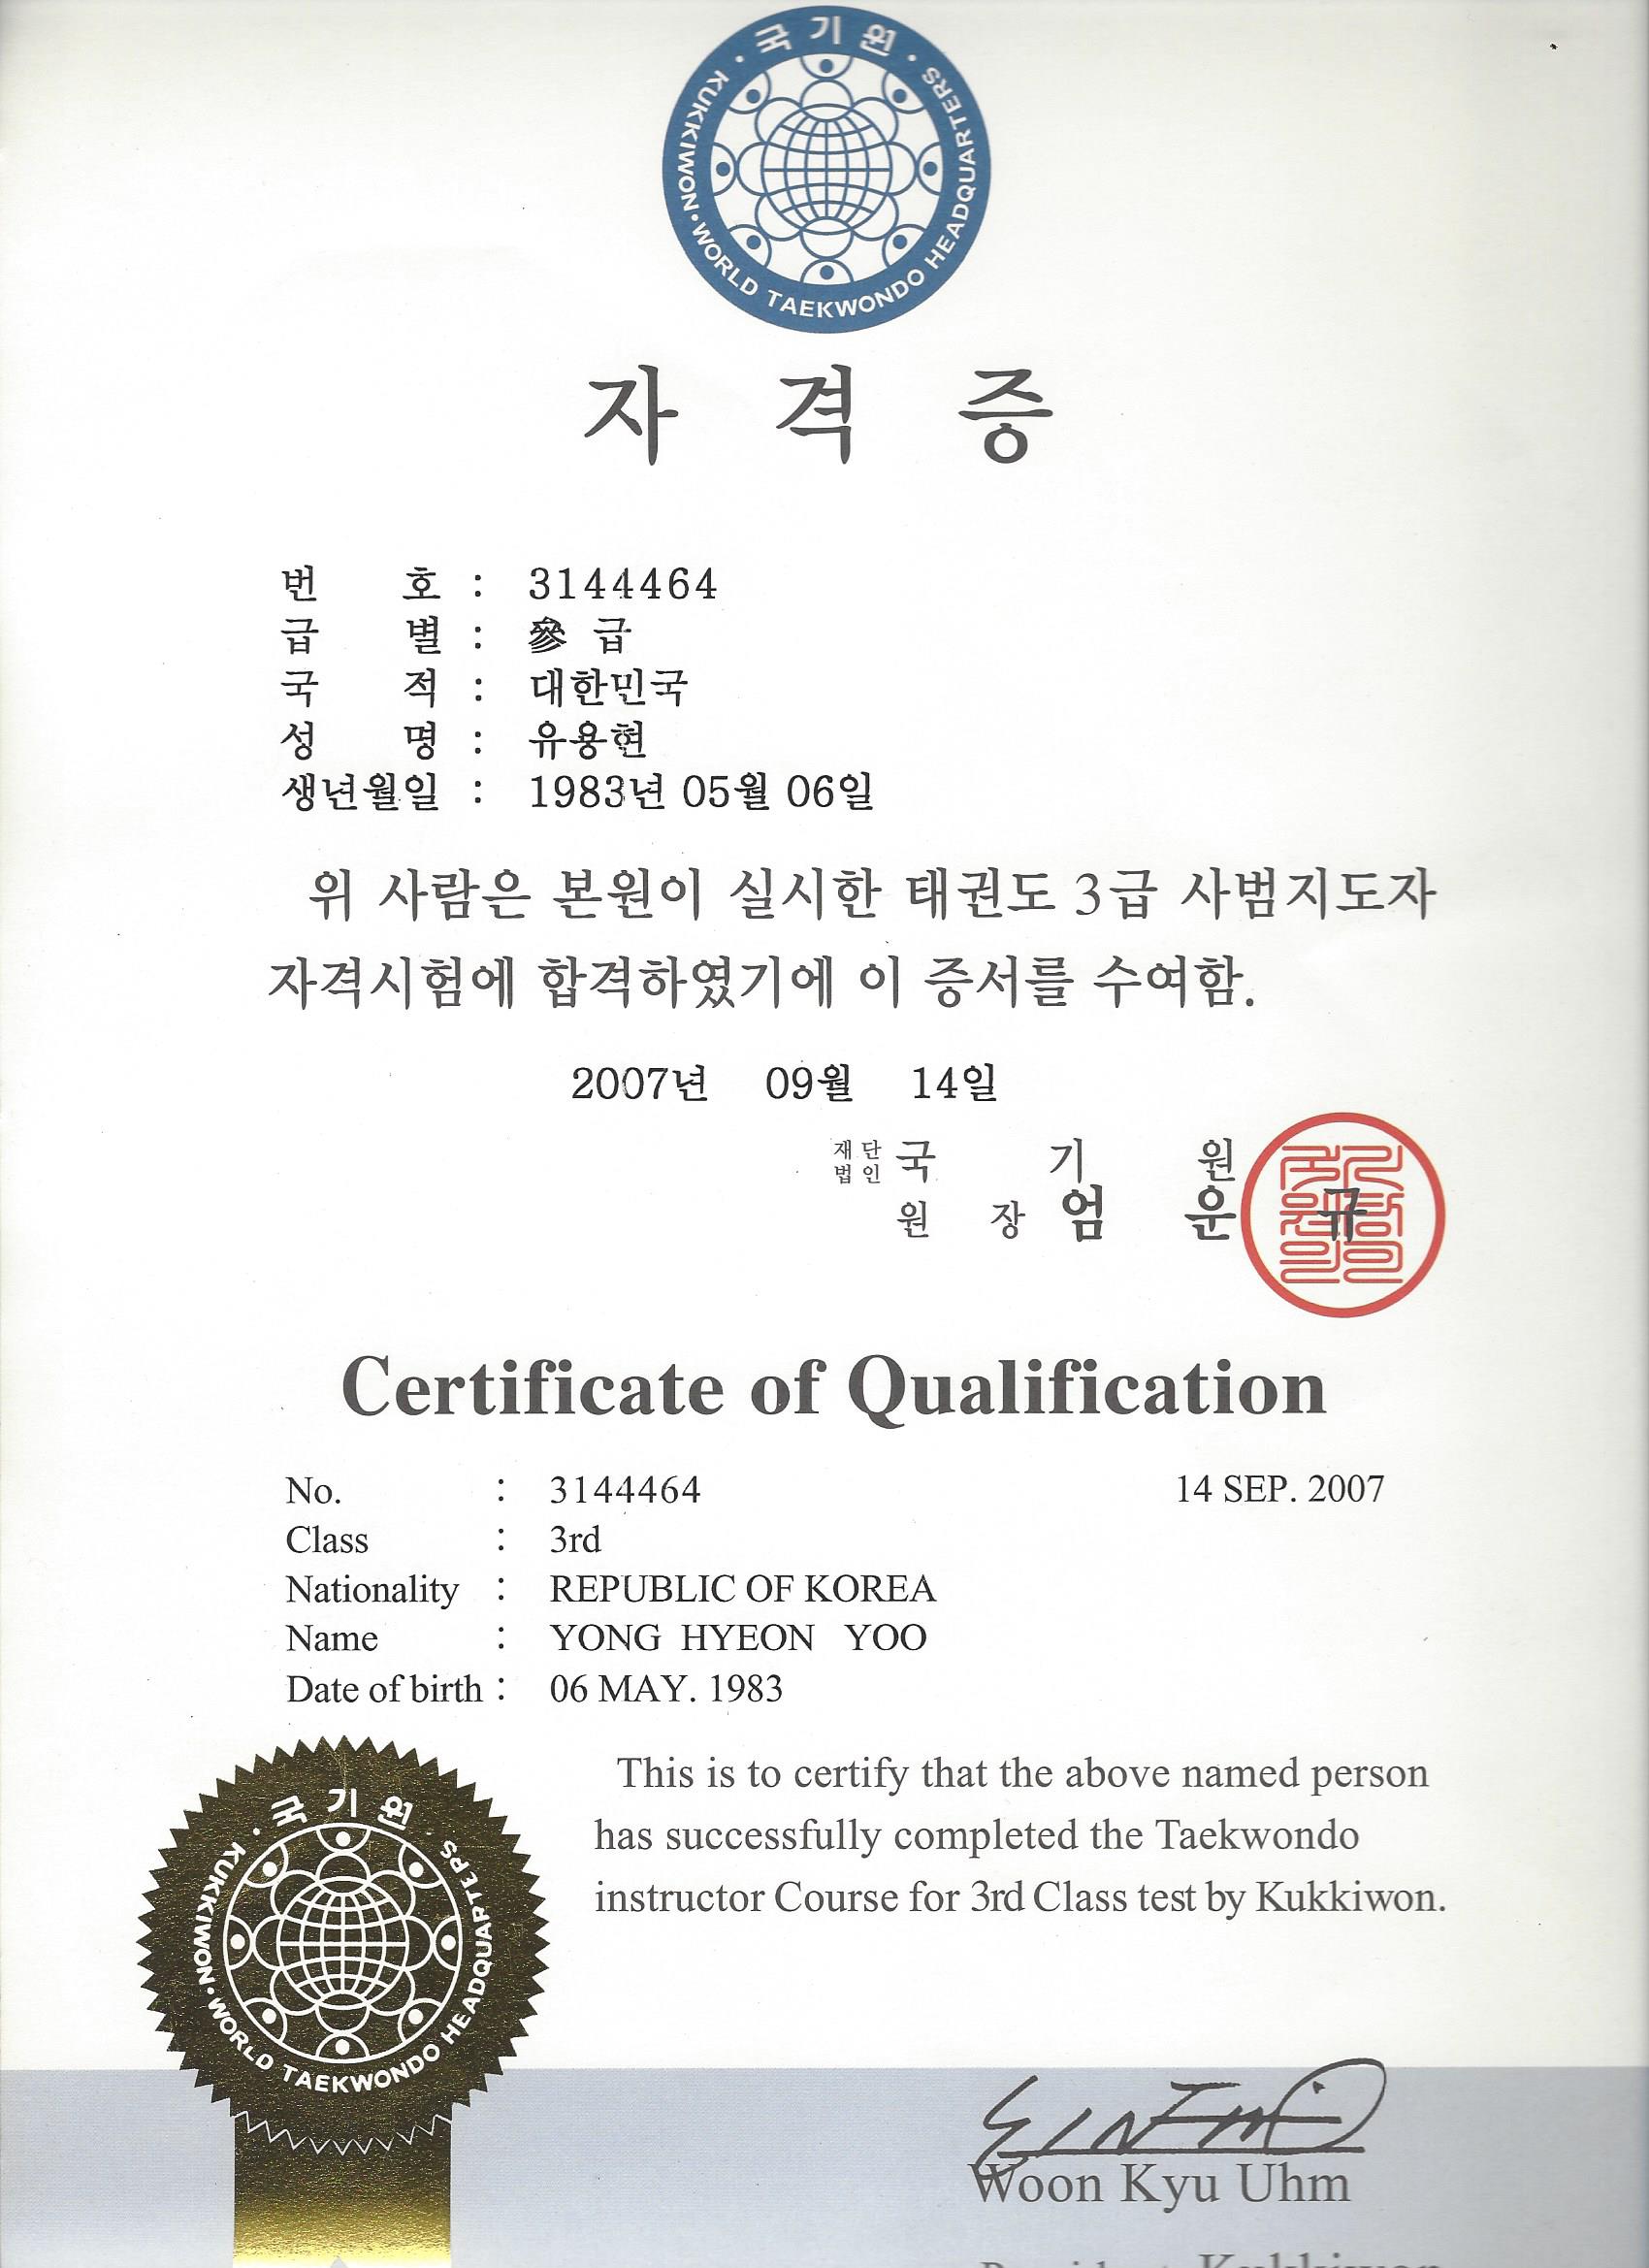 · 국기원 ·
KUKKIWON · WORLD TAEKWONDO HEADQUARTERS
자 격 증
번 호 : 3144464
급 별 : 參 급
국 적 : 대한민국
성 명 : 유용현
생년월일 : 1983년 05월 06일
위 사람은 본원이 실시한 태권도 3급 사범지도자
자격시험에 합격하였기에 이 증서를 수여함.
2007년 09월 14일
재단법인 국 기 원
원 장 엄 운 규
Certificate of Qualification
No. : 3144464 14 SEP. 2007
Class : 3rd
Nationality : REPUBLIC OF KOREA
Name : YONG HYEON YOO
Date of birth : 06 MAY. 1983
This is to certify that the above named person
has successfully completed the Taekwondo
instructor Course for 3rd Class test by Kukkiwon.
· 국기원 ·
KUKKIWON · WORLD TAEKWONDO HEADQUARTERS
Woon Kyu Uhm